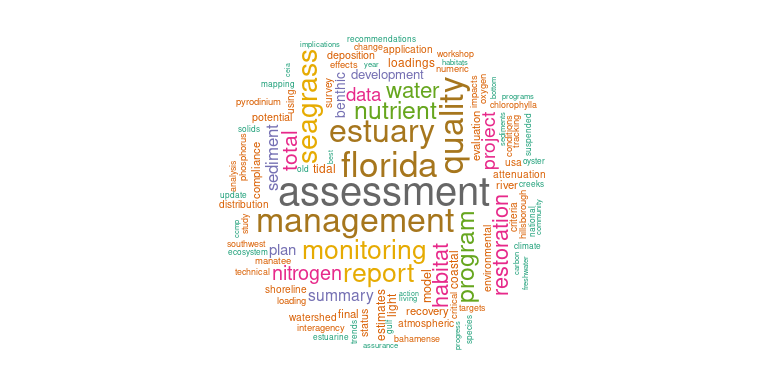 recommendations
implications
change
application
workshop
deposition
ceia
effects
year
loadings
habitats
numeric
mapping
development
seagrass
survey
benthic
data
water
quality
impacts
oxygen
bottom
programs
pyrodinium
using
nutrient
chlorophylla
potential
estuary
evaluation
project
sediments
conditions
tracking
suspended
solids
sediment
total
phosphorus
compliance
analysis
best
old
tidal
florida
usa
oyster
attenuation
update
assessment
river
creeks
distribution
ccmp
study
management
program
restoration
criteria
hillsborough
national
community
southwest
ecosystem
plan
monitoring
habitat
coastal
environmental
climate
carbon
freshwater
manatee
technical
nitrogen
report
model
shoreline
summary
action
living
critical
targets
loading
estimates
light
recovery
watershed
final
status
gulf
atmospheric
species
interagency
estuarine
trends
bahamense
progress
assurance